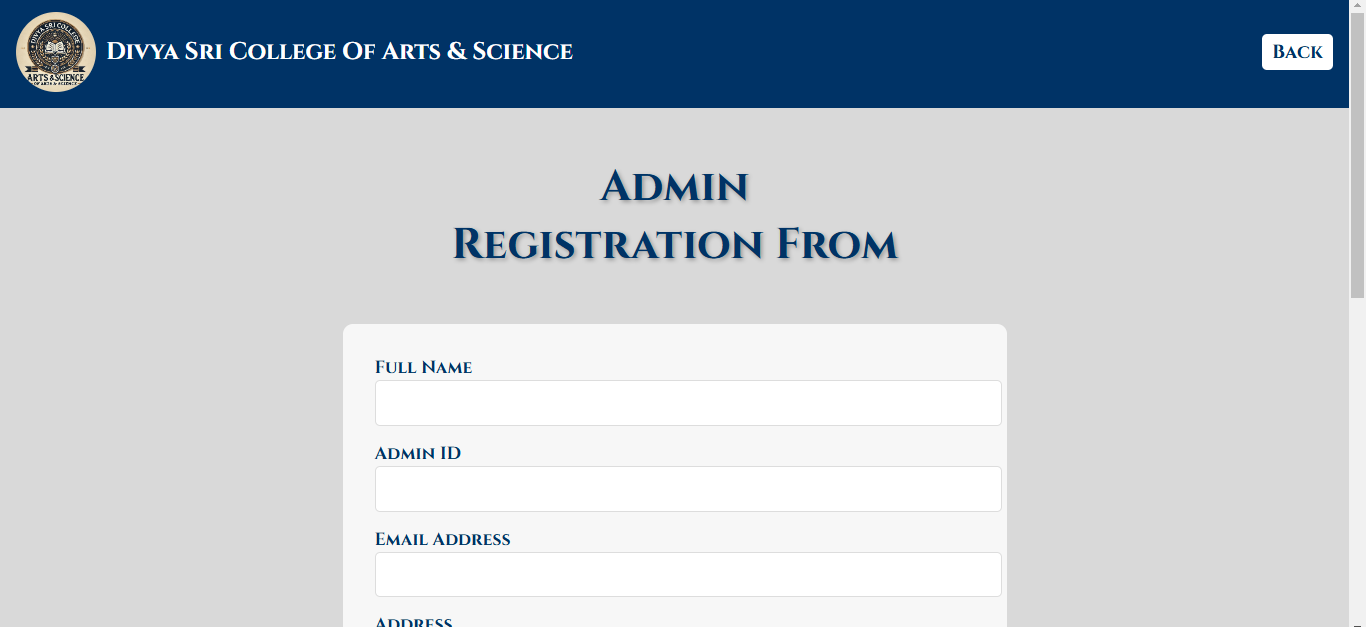 DIVYA SRI COLLEGE
ARTS & SCIENCE
OF ARTS & SCIENCE
Divya Sri College Of Arts & Science
Back
Admin
Registration From
Full Name
Admin ID
Email Address
Address